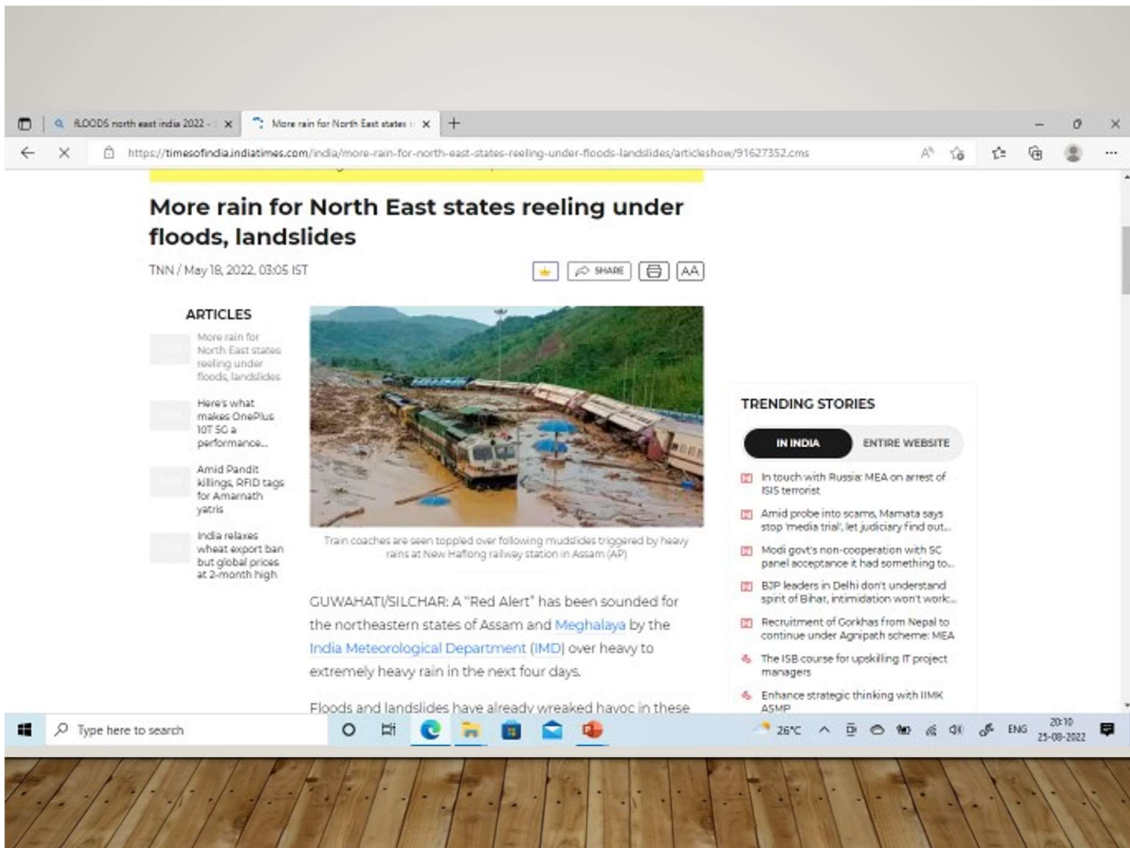 fLOODS north east india 2022 -
More rain for North East states
https://timesofindia.indiatimes.com/india/more-rain-for-north-east-states-reeling-under-floods-landslides/articleshow/91627352.cms
More rain for North East states reeling under
floods, landslides
TNN / May 18, 2022, 03:05 IST
SHARE
AA
ARTICLES
More rain for
North East states
reeling under
floods, landslides
Here's what
makes OnePlus
10T 5G a
performance...
Amid Pandit
killings, RFID tags
for Amarnath
yatris
India relaxes
wheat export ban
but global prices
at 2-month high
Train coaches are seen toppled over following mudslides triggered by heavy
rains at New Haflong railway station in Assam (AP)
GUWAHATI/SILCHAR: A “Red Alert” has been sounded for
the northeastern states of Assam and Meghalaya by the
India Meteorological Department (IMD) over heavy to
extremely heavy rain in the next four days.
Floods and landslides have already wreaked havoc in these
TRENDING STORIES
IN INDIA
ENTIRE WEBSITE
In touch with Russia: MEA on arrest of
ISIS terrorist
Amid probe into scams, Mamata says
stop 'media trial', let judiciary find out...
Modi govt's non-cooperation with SC
panel acceptance it had something to...
BJP leaders in Delhi don't understand
spirit of Bihar, intimidation won't work:...
Recruitment of Gorkhas from Nepal to
continue under Agnipath scheme: MEA
The ISB course for upskilling IT project
managers
Enhance strategic thinking with IIMK
ASMP
Type here to search
26°C
ENG
20:10
25-08-2022